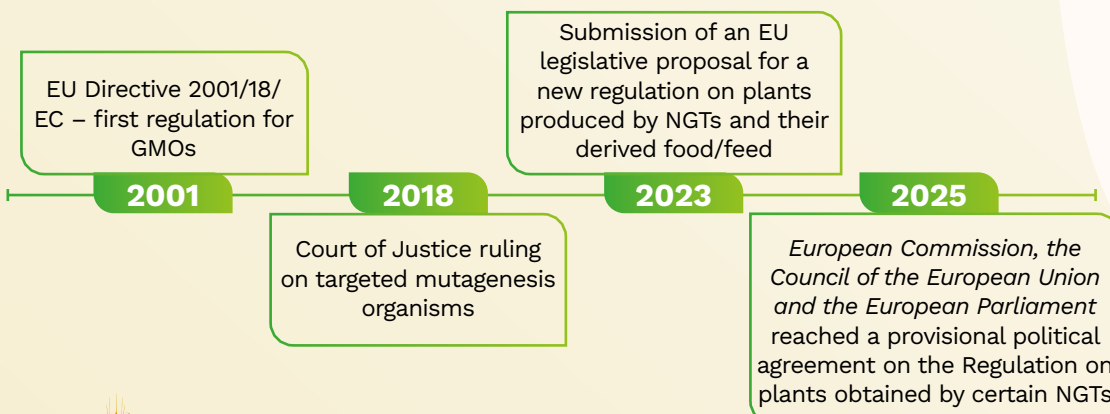 EU Directive 2001/18/
EC – first regulation for
GMOs
2001
Court of Justice ruling
on targeted mutagenesis
organisms
2018
Submission of an EU
legislative proposal for a
new regulation on plants
produced by NGTs and their
derived food/feed
2023
2025
European Commission, the
Council of the European Union
and the European Parliament
reached a provisional political
agreement on the Regulation on
plants obtained by certain NGTs